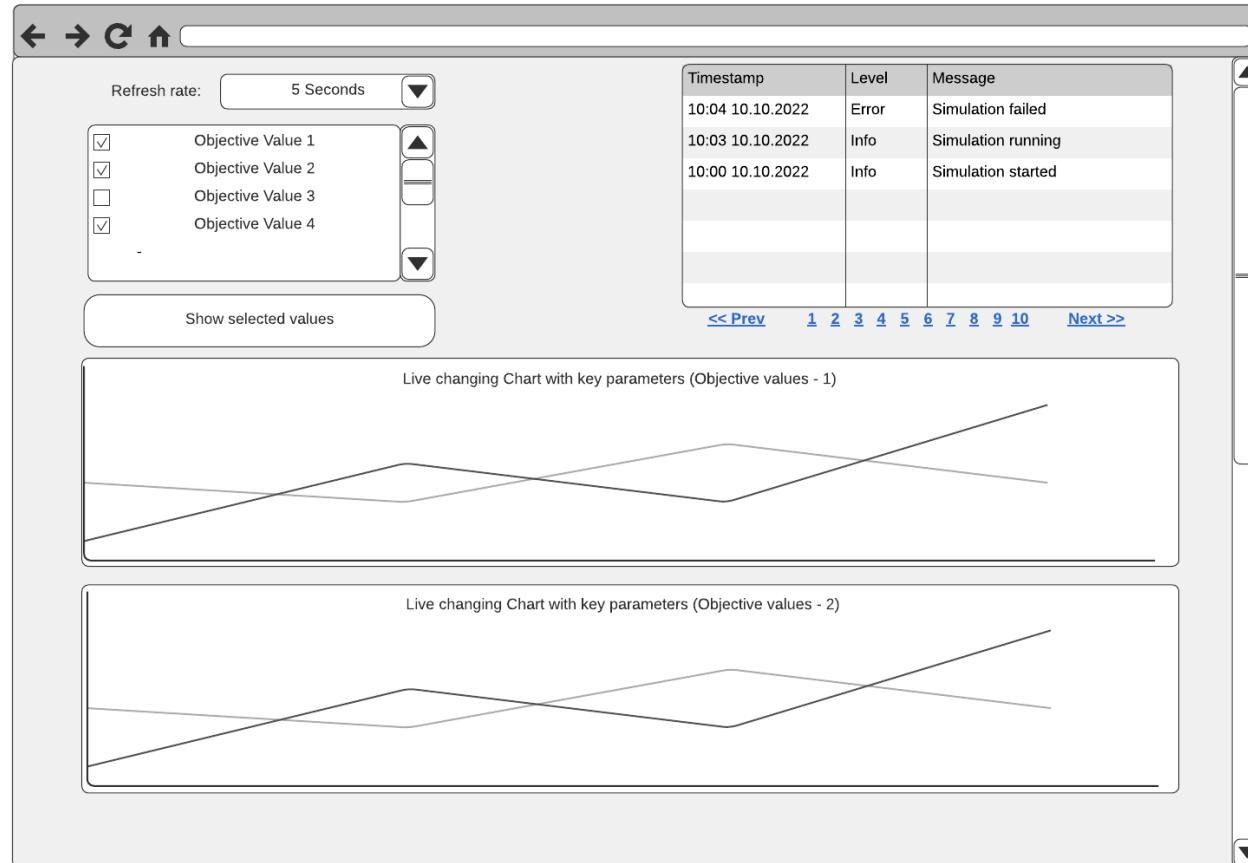 Refresh rate: 5 Seconds
Objective Value 1
Objective Value 2
Objective Value 3
Objective Value 4
-
Show selected values
Timestamp Level Message
10:04 10.10.2022 Error Simulation failed
10:03 10.10.2022 Info Simulation running
10:00 10.10.2022 Info Simulation started
<< Prev 1 2 3 4 5 6 7 8 9 10 Next >>
Live changing Chart with key parameters (Objective values - 1)
Live changing Chart with key parameters (Objective values - 2)